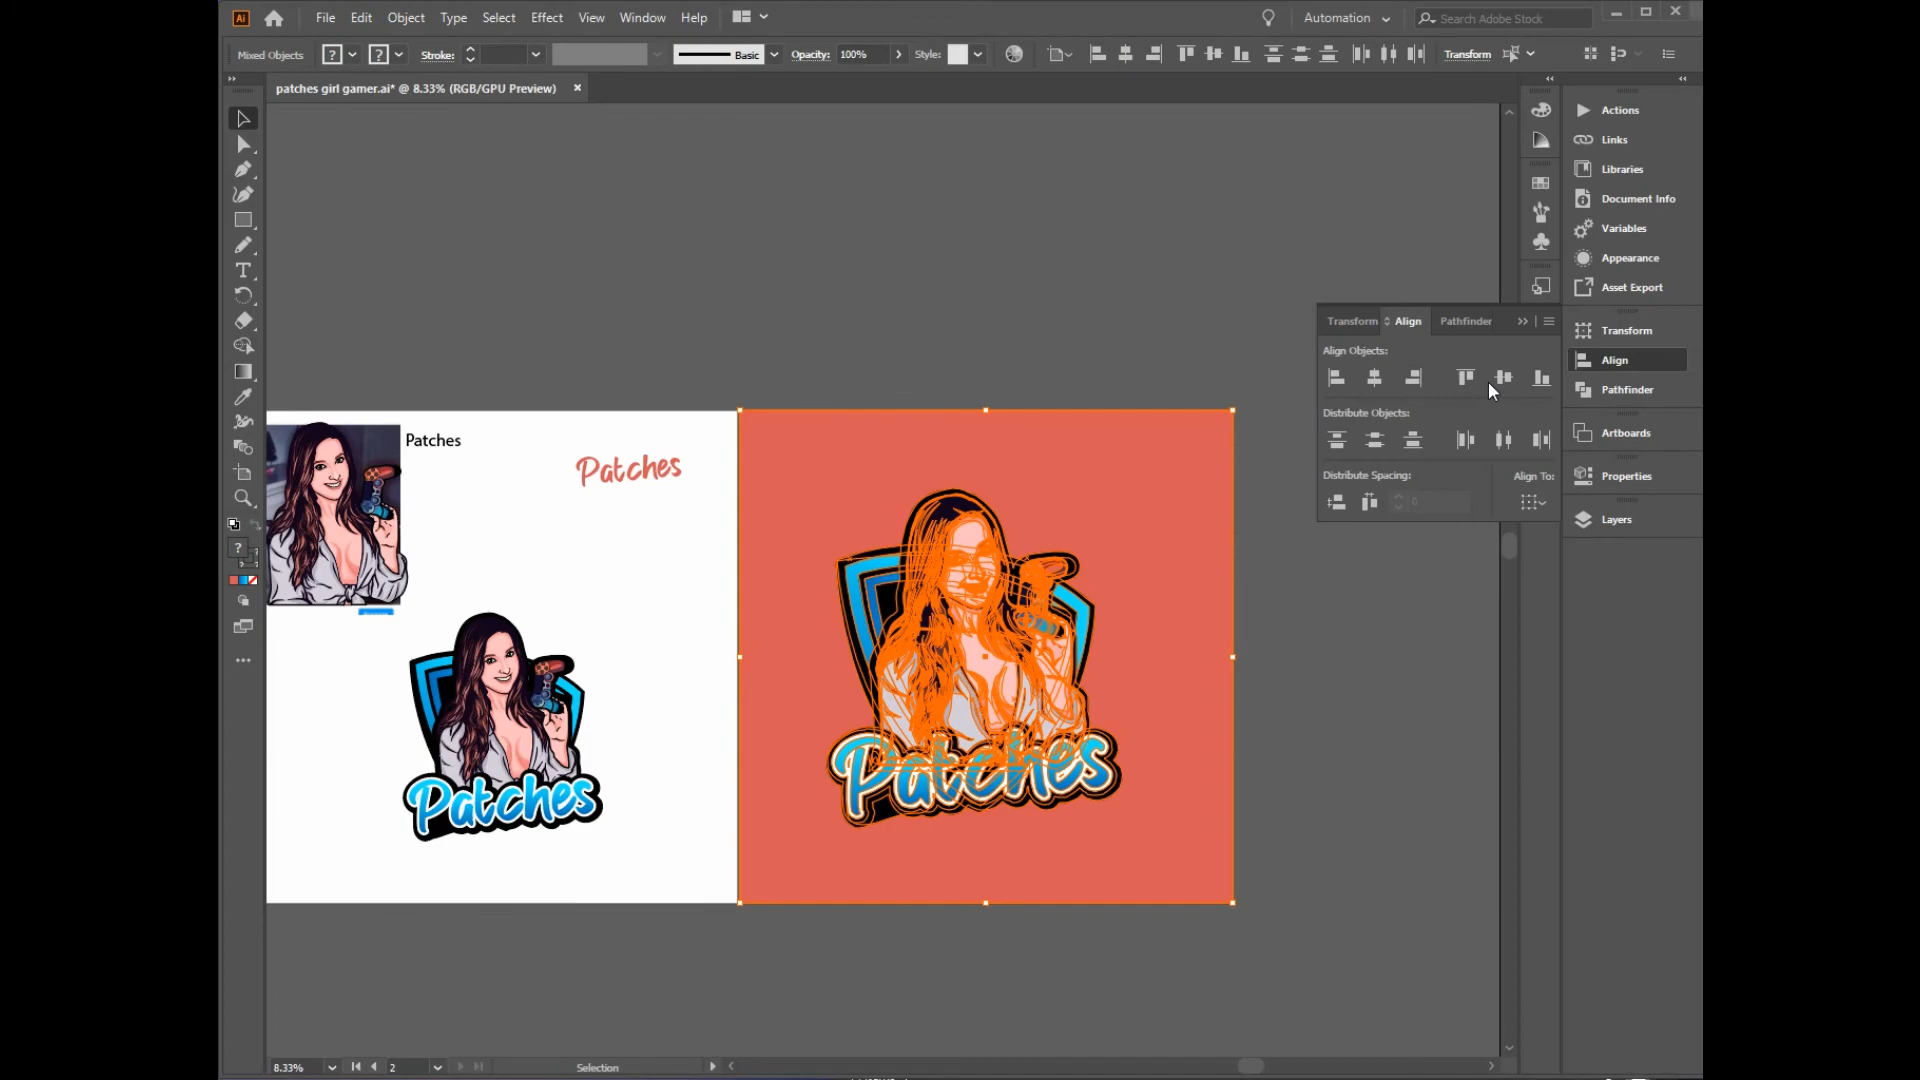 Ai File Edit Object Type Select Effect View Window Help Automation Search Adobe Stock
Mixed Objects ? ? Stroke: Basic Opacity: 100% Style: Transform
patches girl gamer.ai* @ 8.33% (RGB/GPU Preview) ×
Actions
Links
Libraries
Document Info
Variables
Appearance
Asset Export
Transform
Align
Pathfinder
Artboards
Properties
Layers
Transform Align Pathfinder
Align Objects:
Distribute Objects:
Distribute Spacing: Align To:
0
Patches
Patches
Patches
Patches
?
8.33% 2 Selection